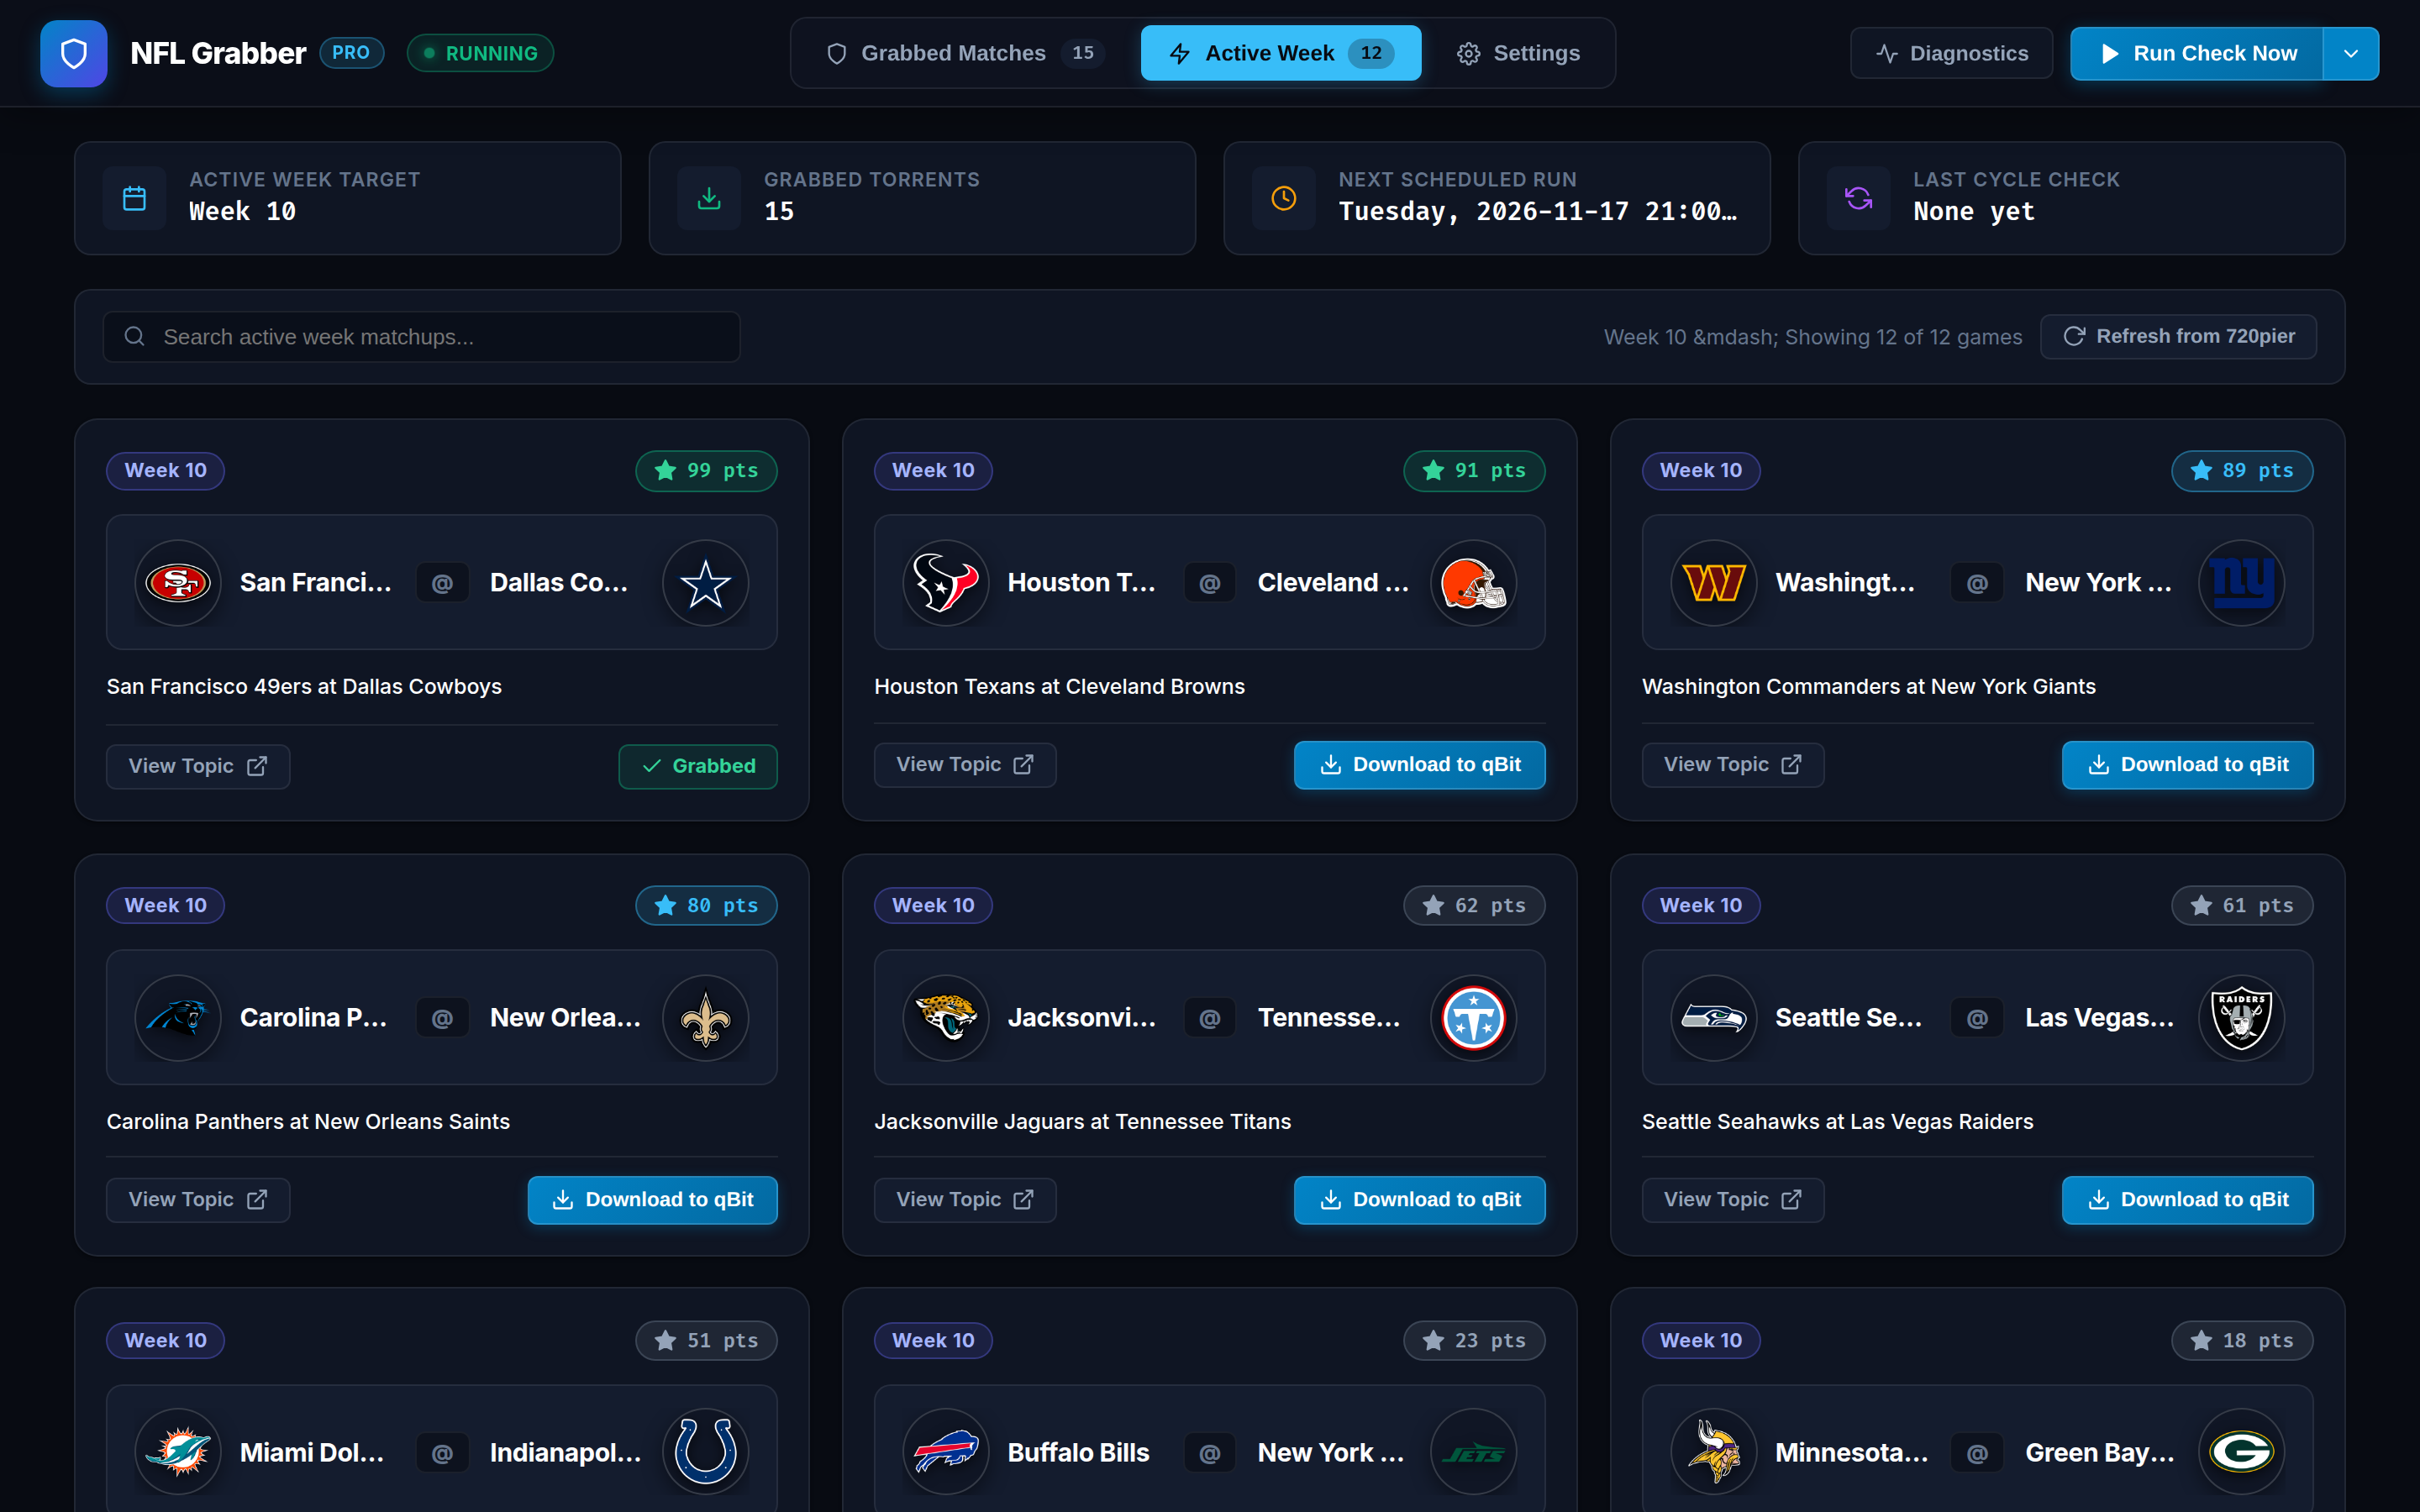 NFL Grabber PRO RUNNING Grabbed Matches 15 Active Week 12 Settings Diagnostics Run Check Now
ACTIVE WEEK TARGET
Week 10
GRABBED TORRENTS
15
NEXT SCHEDULED RUN
Tuesday, 2026-11-17 21:00…
LAST CYCLE CHECK
None yet
Search active week matchups... Week 10 &mdash; Showing 12 of 12 games Refresh from 720pier
Week 10 99 pts
San Franci... @ Dallas Co...
San Francisco 49ers at Dallas Cowboys
View Topic Grabbed
Week 10 91 pts
Houston T... @ Cleveland ...
Houston Texans at Cleveland Browns
View Topic Download to qBit
Week 10 89 pts
Washingt... @ New York ... ny
Washington Commanders at New York Giants
View Topic Download to qBit
Week 10 80 pts
Carolina P... @ New Orlea...
Carolina Panthers at New Orleans Saints
View Topic Download to qBit
Week 10 62 pts
Jacksonvi... @ Tennesse...
Jacksonville Jaguars at Tennessee Titans
View Topic Download to qBit
Week 10 61 pts
Seattle Se... @ Las Vegas... RAIDERS
Seattle Seahawks at Las Vegas Raiders
View Topic Download to qBit
Week 10 51 pts
Miami Dol... @ Indianapol...
Week 10 23 pts
Buffalo Bills @ New York ... JETS
Week 10 18 pts
Minnesota... @ Green Bay... G